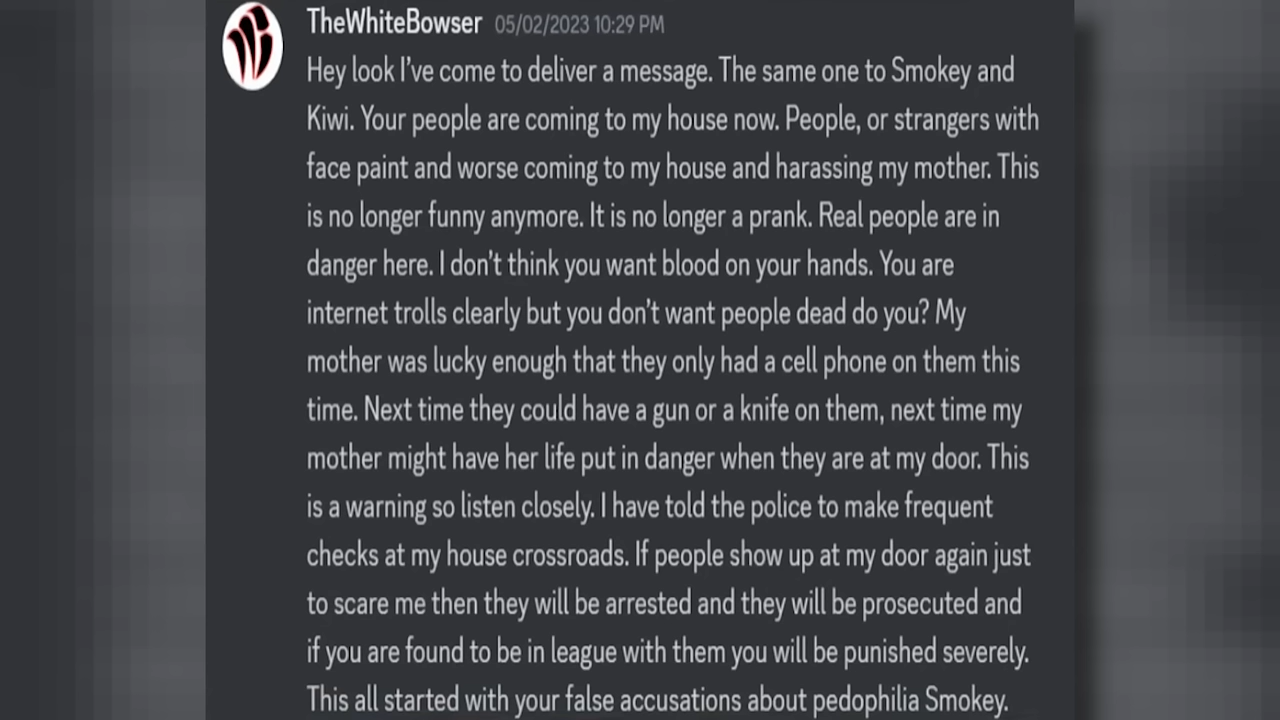 TheWhiteBowser 05/02/2023 10:29 PM
Hey look I've come to deliver a message. The same one to Smokey and
Kiwi. Your people are coming to my house now. People, or strangers with
face paint and worse coming to my house and harassing my mother. This
is no longer funny anymore. It is no longer a prank. Real people are in
danger here. I don't think you want blood on your hands. You are
internet trolls clearly but you don't want people dead do you? My
mother was lucky enough that they only had a cell phone on them this
time. Next time they could have a gun or a knife on them, next time my
mother might have her life put in danger when they are at my door. This
is a warning so listen closely. I have told the police to make frequent
checks at my house crossroads. If people show up at my door again just
to scare me then they will be arrested and they will be prosecuted and
if you are found to be in league with them you will be punished severely.
This all started with your false accusations about pedophilia Smokey.